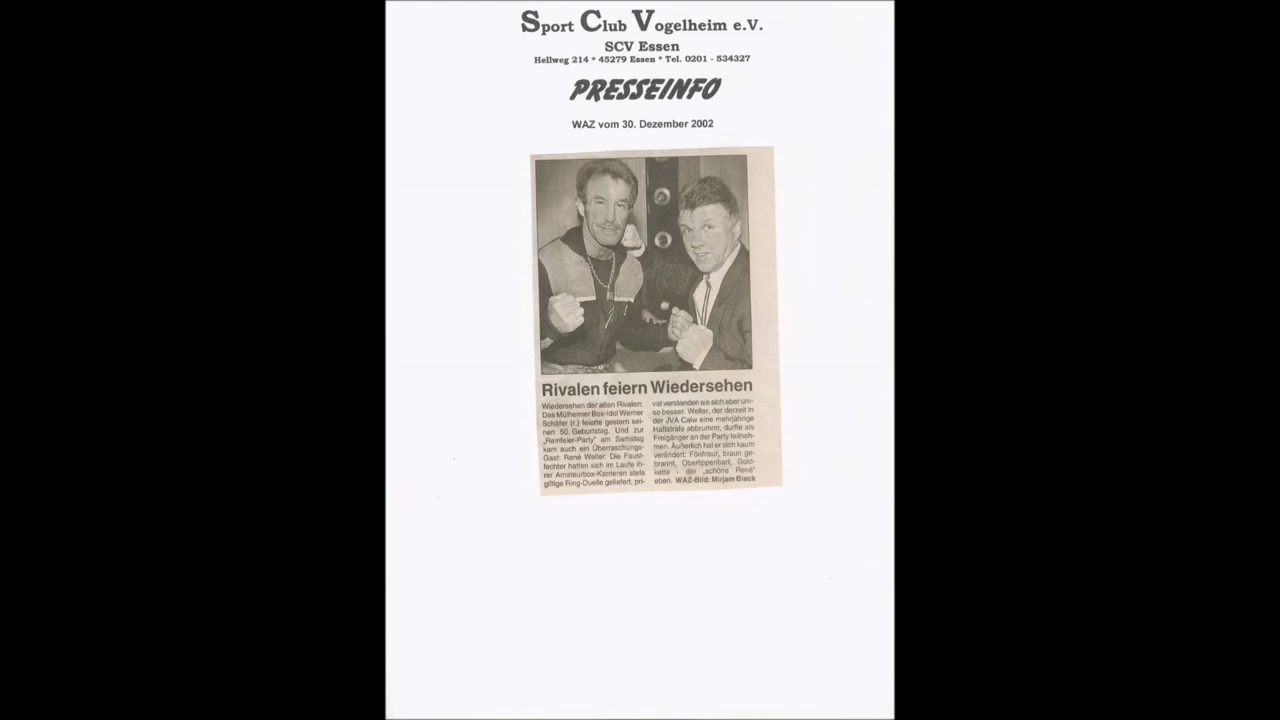 Sport Club Vogelheim e.V.
SCV Essen
Hellweg 214 * 45279 Essen * Tel. 0201 - 534327
PRESSEINFO
WAZ vom 30. Dezember 2002
Rivalen feiern Wiedersehen
Wiedersehen der alten Rivalen:
Das Mülheimer Box-Idol Werner
Schäfer (r.) feierte gestern sei-
nen 50. Geburtstag. Und zur
„Reinfeier-Party" am Samstag
kam auch ein Überraschungs-
Gast: René Weller. Die Faust-
fechter hatten sich im Laufe ih-
rer Amateurbox-Karrieren stets
giftige Ring-Duelle geliefert, pri-
vat verstanden sie sich aber um-
so besser. Weller, der derzeit in
der JVA Calw eine mehrjährige
Haftstrafe abbrummt, durfte als
Freigänger an der Party teilneh-
men. Äußerlich hat er sich kaum
verändert: Fönfrisur, braun ge-
brannt, Oberlippenbart, Gold-
kette - der „schöne René"
eben. WAZ-Bild: Mirjam Bleck